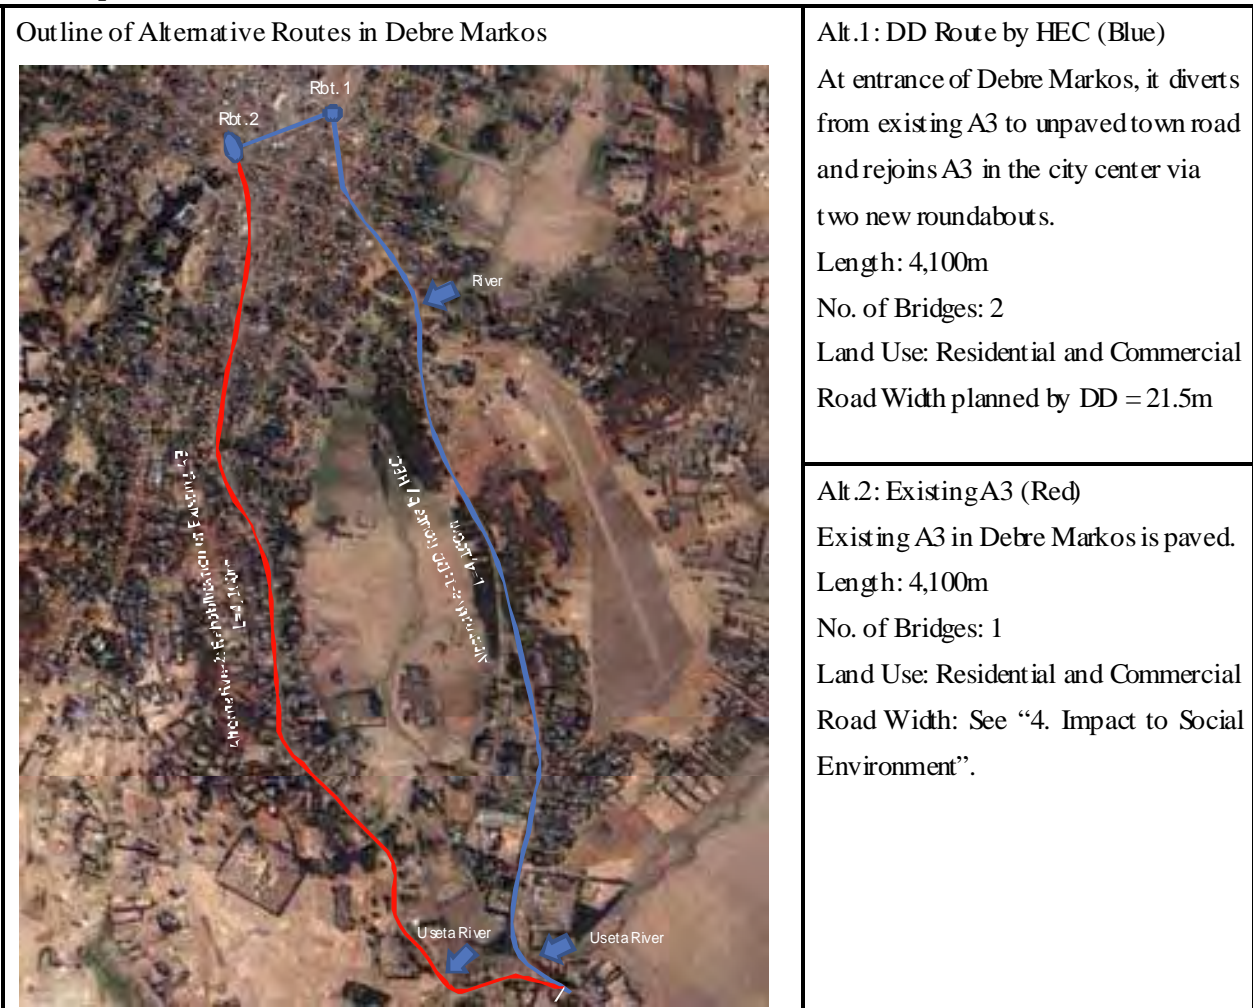 Outline of Alternative Routes in Debre Markos
Rbt. 1
Rbt. 2
River
Useta River
Useta River
Alt.1: DD Route by HEC (Blue)
At entrance of Debre Markos, it diverts
from existing A3 to unpaved town road
and rejoins A3 in the city center via
two new roundabouts.
Length: 4,100m
No. of Bridges: 2
Land Use: Residential and Commercial
Road Width planned by DD = 21.5m
Alt.2: Existing A3 (Red)
Existing A3 in Debre Markos is paved.
Length: 4,100m
No. of Bridges: 1
Land Use: Residential and Commercial
Road Width: See “4. Impact to Social
Environment”.